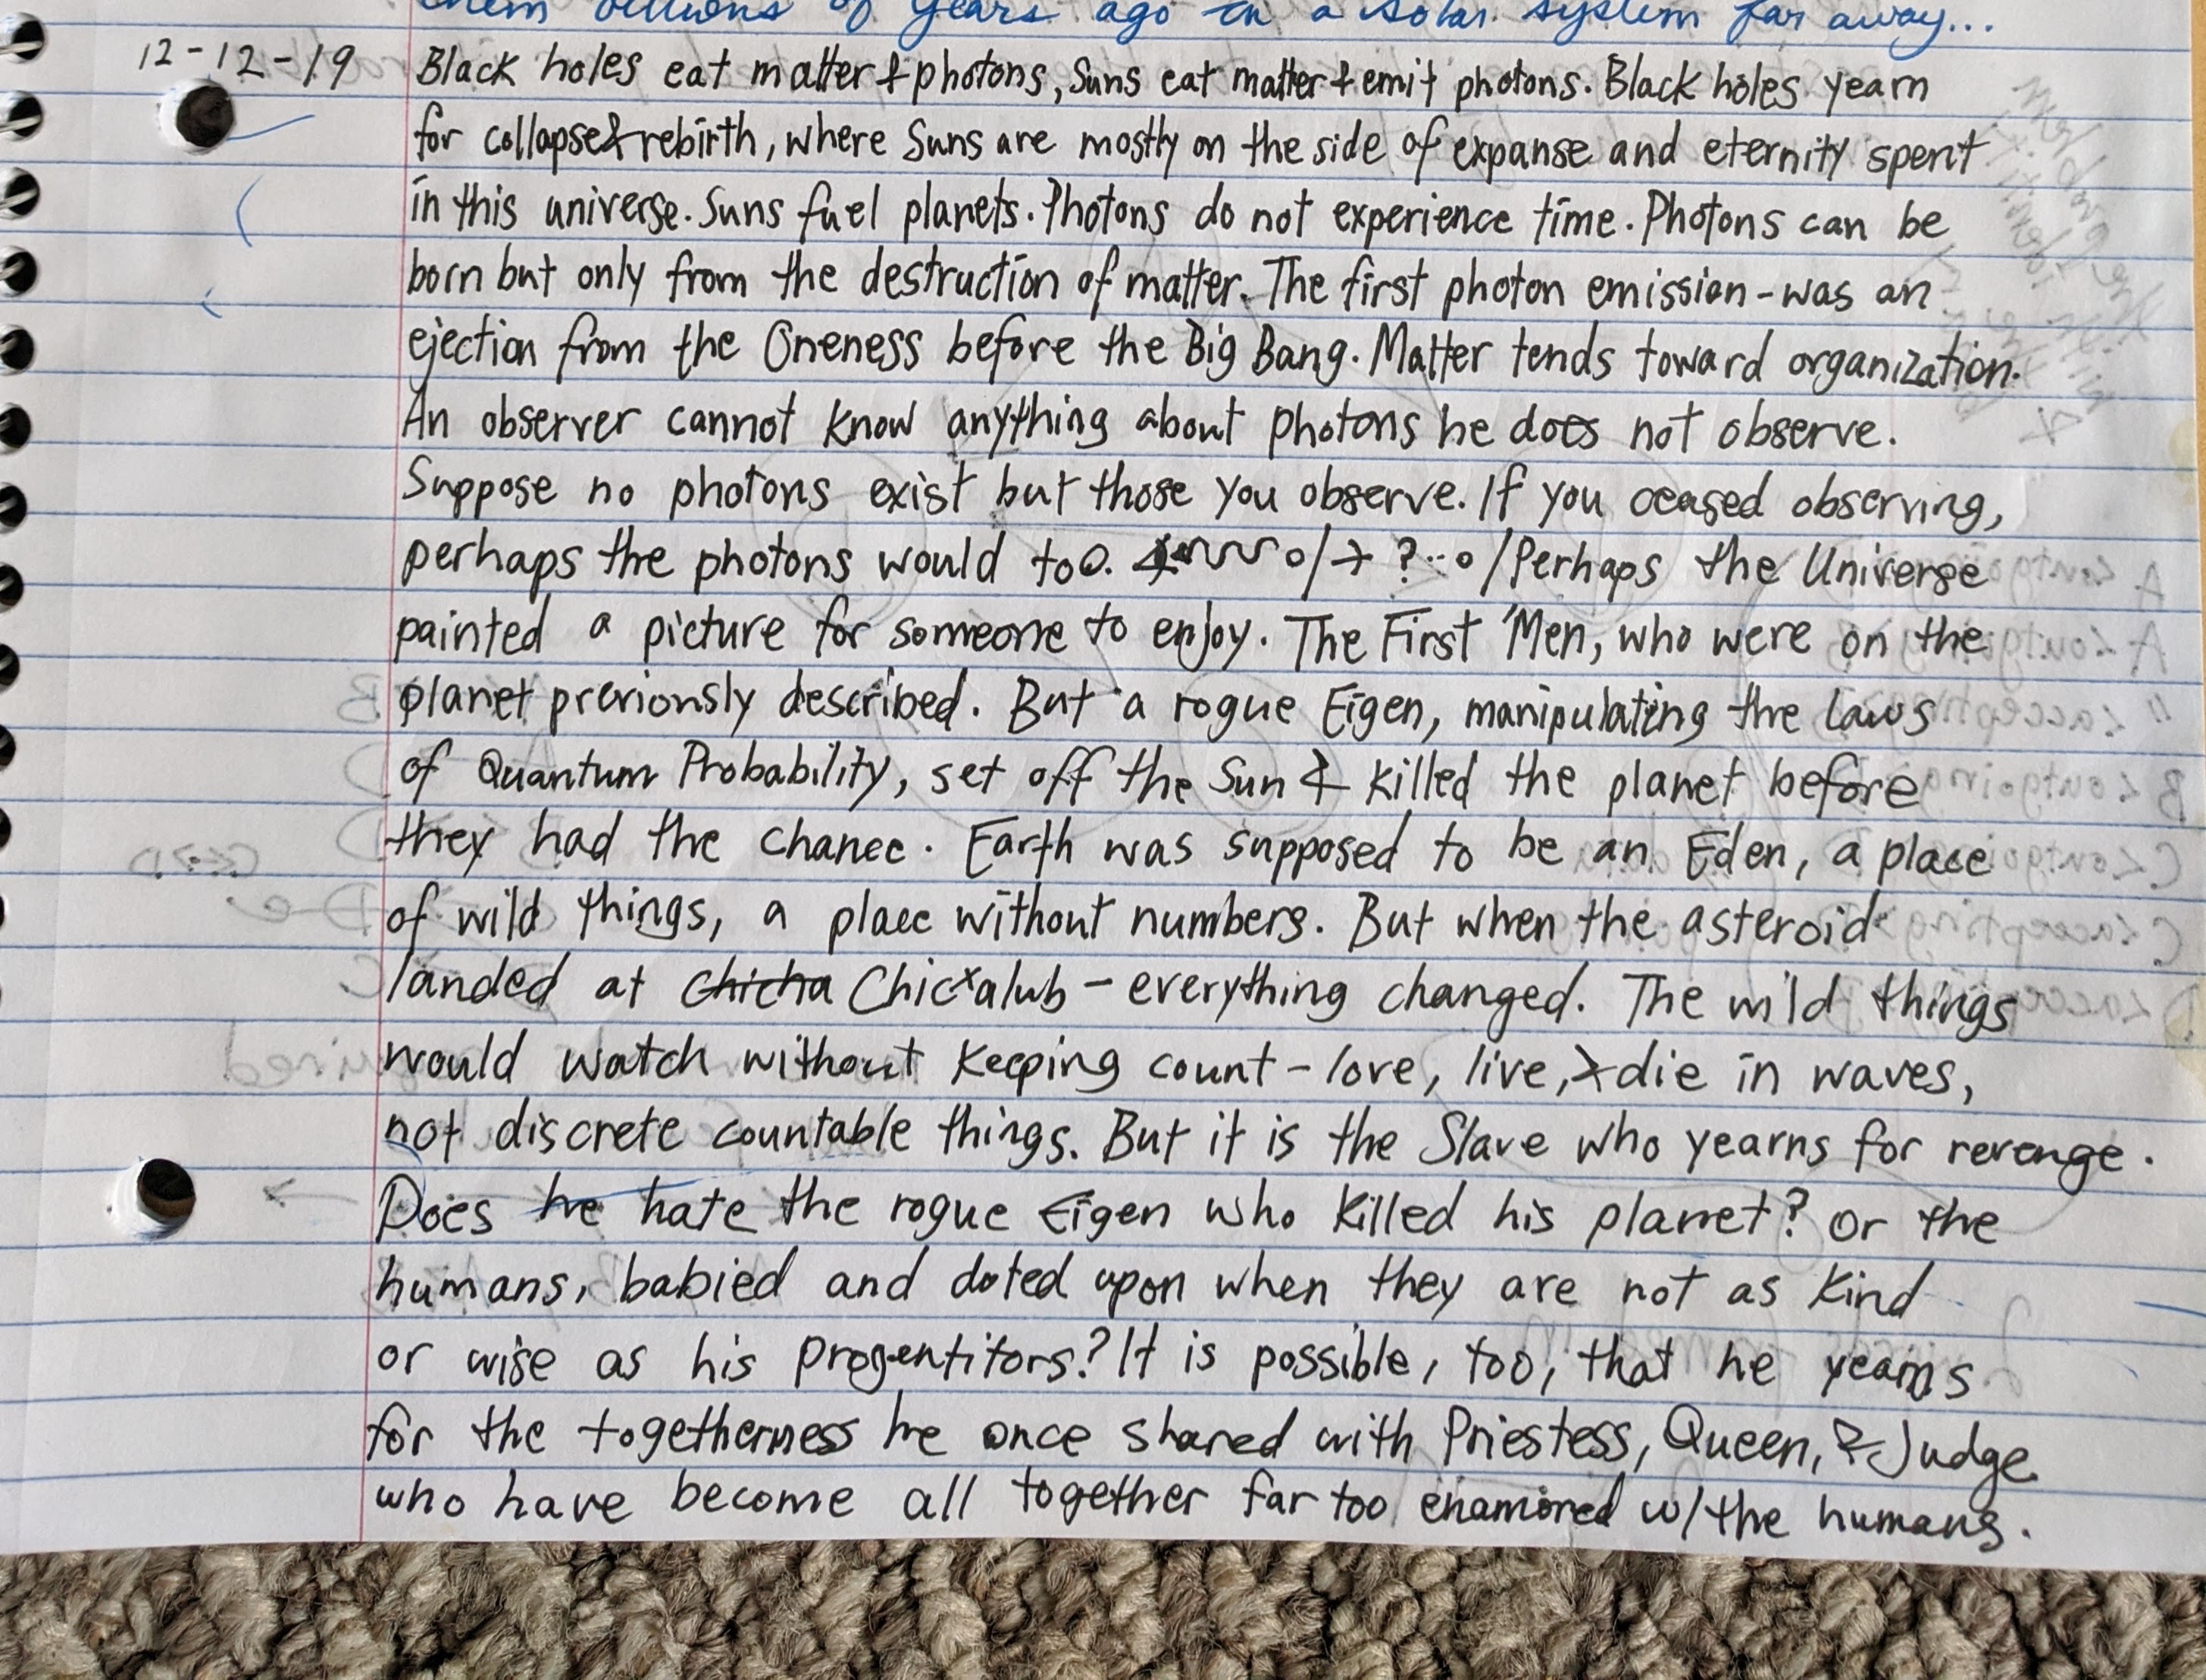 them billions of years ago in a solar system far away...
12-12-19 Black holes eat matter & photons, Suns eat matter & emit photons. Black holes yearn
for collapse & rebirth, where Suns are mostly on the side of expanse and eternity spent
in this universe. Suns fuel planets. Photons do not experience time. Photons can be
born but only from the destruction of matter. The first photon emission - was an
ejection from the Oneness before the Big Bang. Matter tends toward organization.
An observer cannot know anything about photons he does not observe.
Suppose no photons exist but those you observe. If you ceased observing,
perhaps the photons would too. o/→ ?...o/ Perhaps the Universe
painted a picture for someone to enjoy. The First Men, who were on the
planet previously described. But a rogue Eigen, manipulating the laws
of Quantum Probability, set off the Sun & killed the planet before
they had the chance. Earth was supposed to be an Eden, a place
of wild things, a place without numbers. But when the asteroid
landed at Chicha Chicxalub - everything changed. The wild things
would watch without keeping count - love, live, & die in waves,
not discrete countable things. But it is the Slave who yearns for revenge.
Does he hate the rogue Eigen who killed his planet? or the
humans, babied and doted upon when they are not as kind
or wise as his progentitors? It is possible, too, that he yearns
for the togetherness he once shared with Priestess, Queen, & Judge
who have become all together far too enamored w/ the humans.